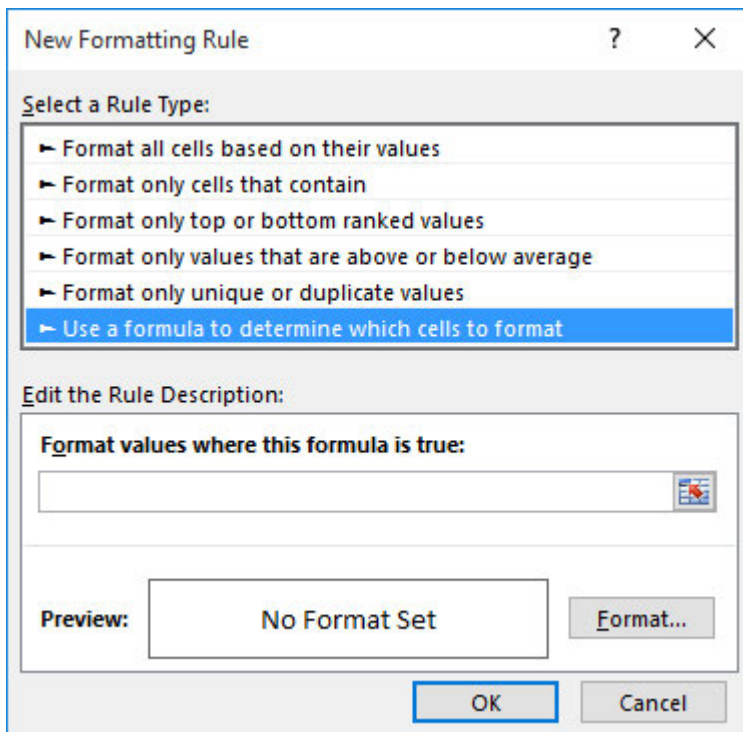 New Formatting Rule ? ×
Select a Rule Type:
► Format all cells based on their values
► Format only cells that contain
► Format only top or bottom ranked values
► Format only values that are above or below average
► Format only unique or duplicate values
► Use a formula to determine which cells to format
Edit the Rule Description:
Format values where this formula is true:
Preview: No Format Set Format...
OK Cancel